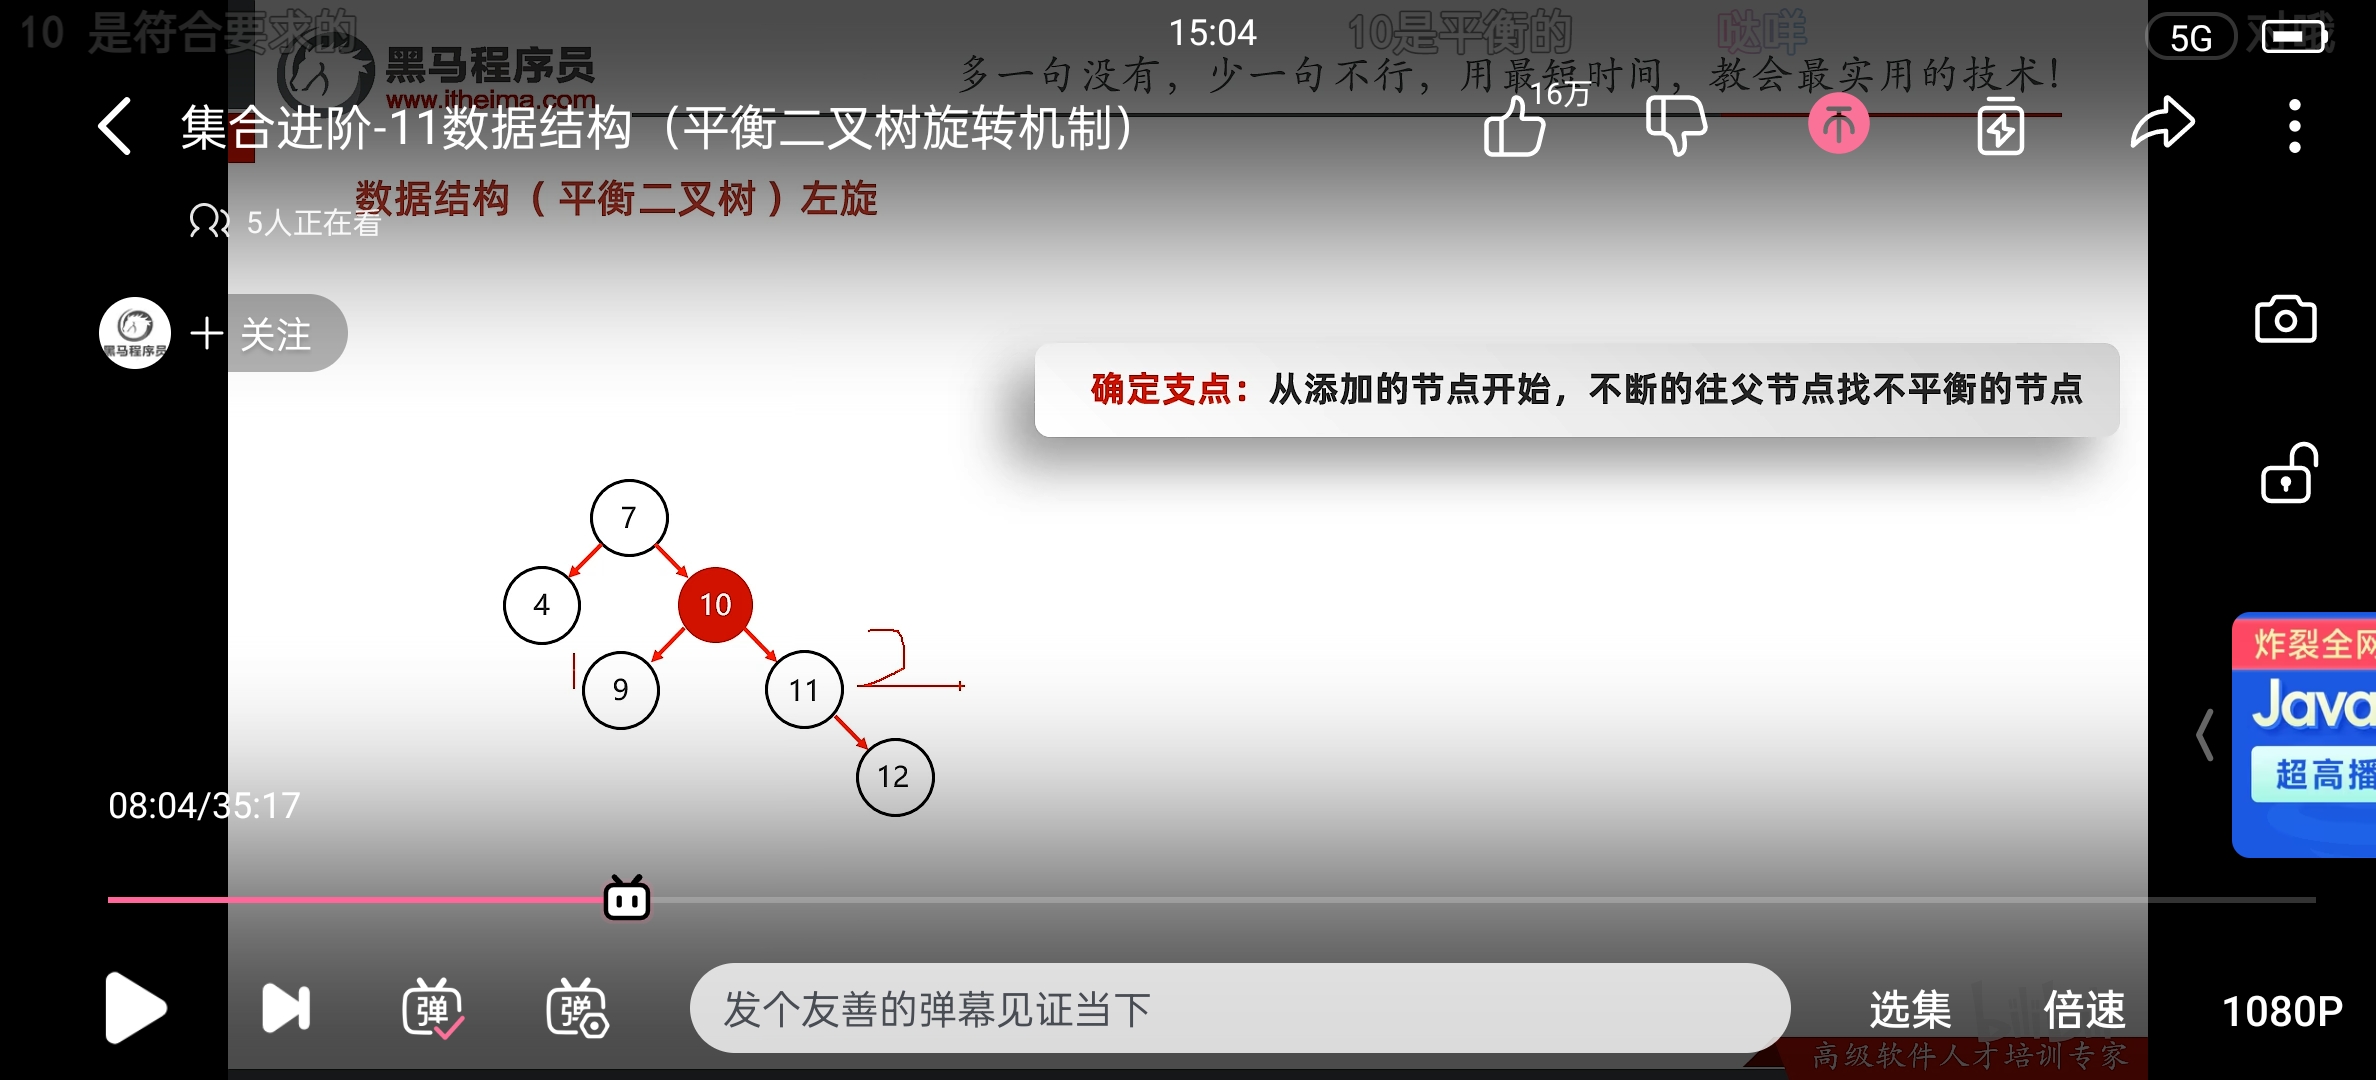 10 是符合要求的
15:04
10是平衡的
哒咩
5G
对哦
黑马程序员
www.itheima.com
多一句没有，少一句不行，用最短时间，教会最实用的技术！
集合进阶-11数据结构（平衡二叉树旋转机制）
16万
数据结构（平衡二叉树）左旋
5人正在看
黑马程序员
关注
确定支点：从添加的节点开始，不断的往父节点找不平衡的节点
7
4
10
1
9
11
2
12
炸裂全网
Java
超高播
08:04/35:17
弹
弹
发个友善的弹幕见证当下
选集
倍速
1080P
bili
高级软件人才培训专家